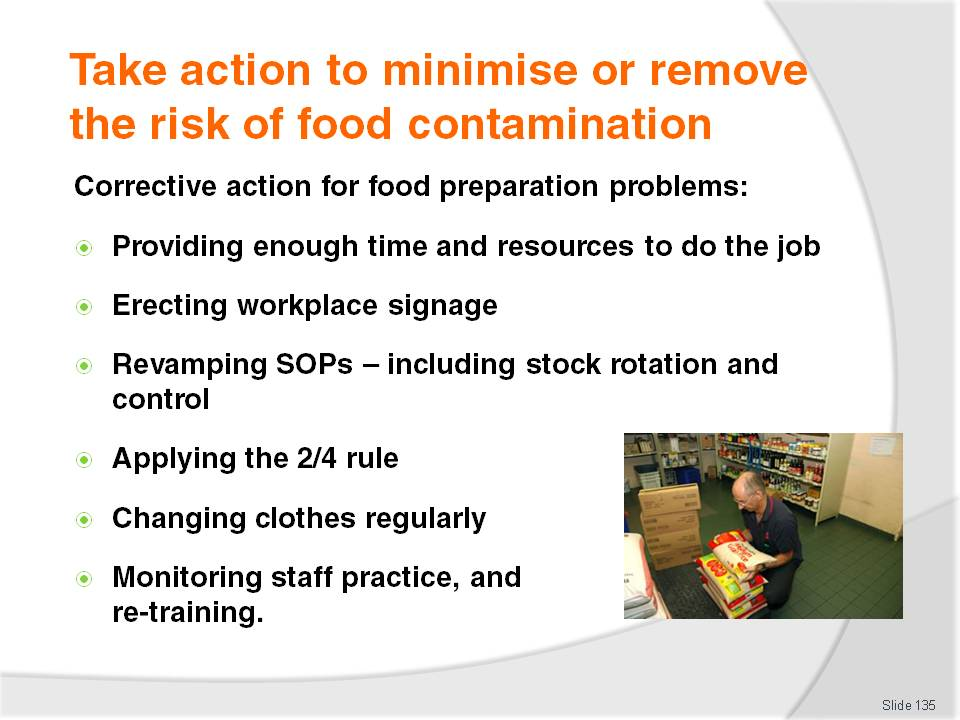 Take action to minimise or remove
the risk of food contamination
Corrective action for food preparation problems:
Providing enough time and resources to do the job
Erecting workplace signage
Revamping SOPs – including stock rotation and
control
Applying the 2/4 rule
Changing clothes regularly
Monitoring staff practice, and
re-training.
Slide 135